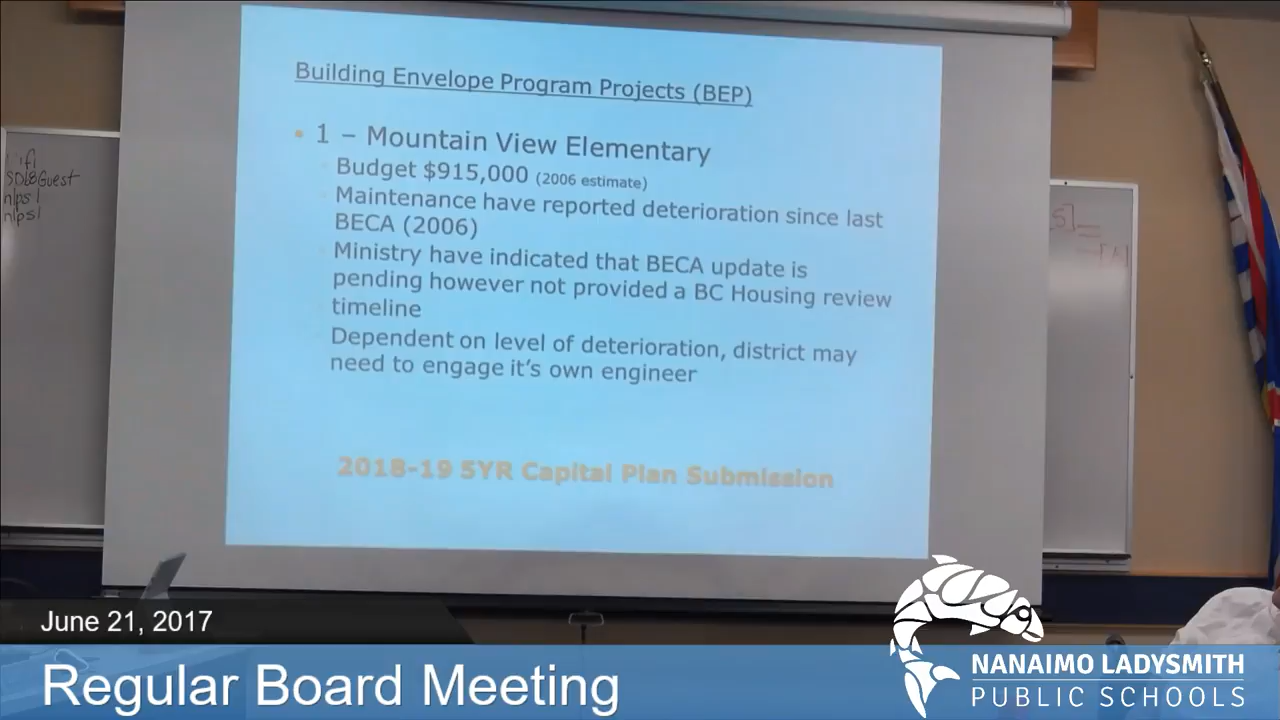 Building Envelope Program Projects (BEP)
• 1 – Mountain View Elementary
Budget $915,000 (2006 estimate)
Maintenance have reported deterioration since last
BECA (2006)
Ministry have indicated that BECA update is
pending however not provided a BC Housing review
timeline
Dependent on level of deterioration, district may
need to engage it's own engineer
2018-19 5YR Capital Plan Submission
SD68Guest
nlps1
nlps1
June 21, 2017
Regular Board Meeting
NANAIMO LADYSMITH
PUBLIC SCHOOLS